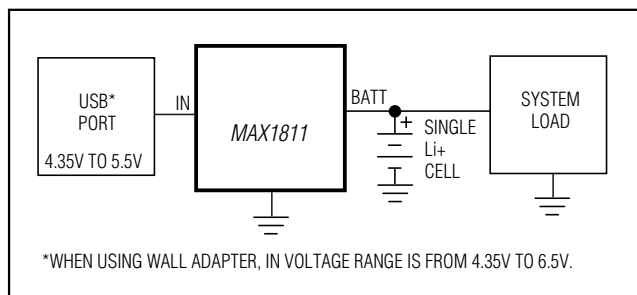 USB*
PORT
4.35V TO 5.5V
IN
MAX1811
BATT
+
SINGLE
Li+
CELL
SYSTEM
LOAD
*WHEN USING WALL ADAPTER, IN VOLTAGE RANGE IS FROM 4.35V TO 6.5V.